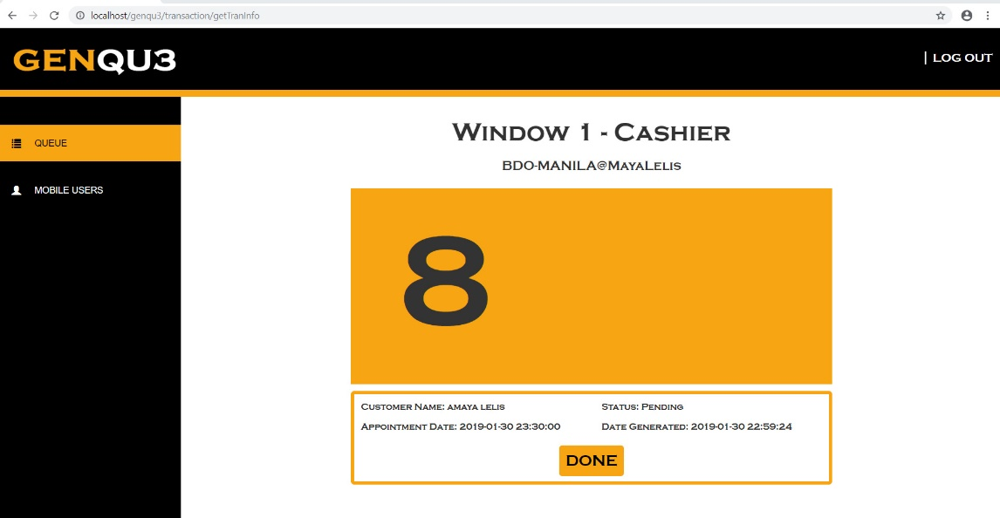 localhost/genqu3/transaction/getTranInfo
GENQU3
| LOG OUT
QUEUE
MOBILE USERS
Window 1 - Cashier
BDO-MANILA@MayaLelis
8
Customer Name: amaya lelis
Status: Pending
Appointment Date: 2019-01-30 23:30:00
Date Generated: 2019-01-30 22:59:24
DONE